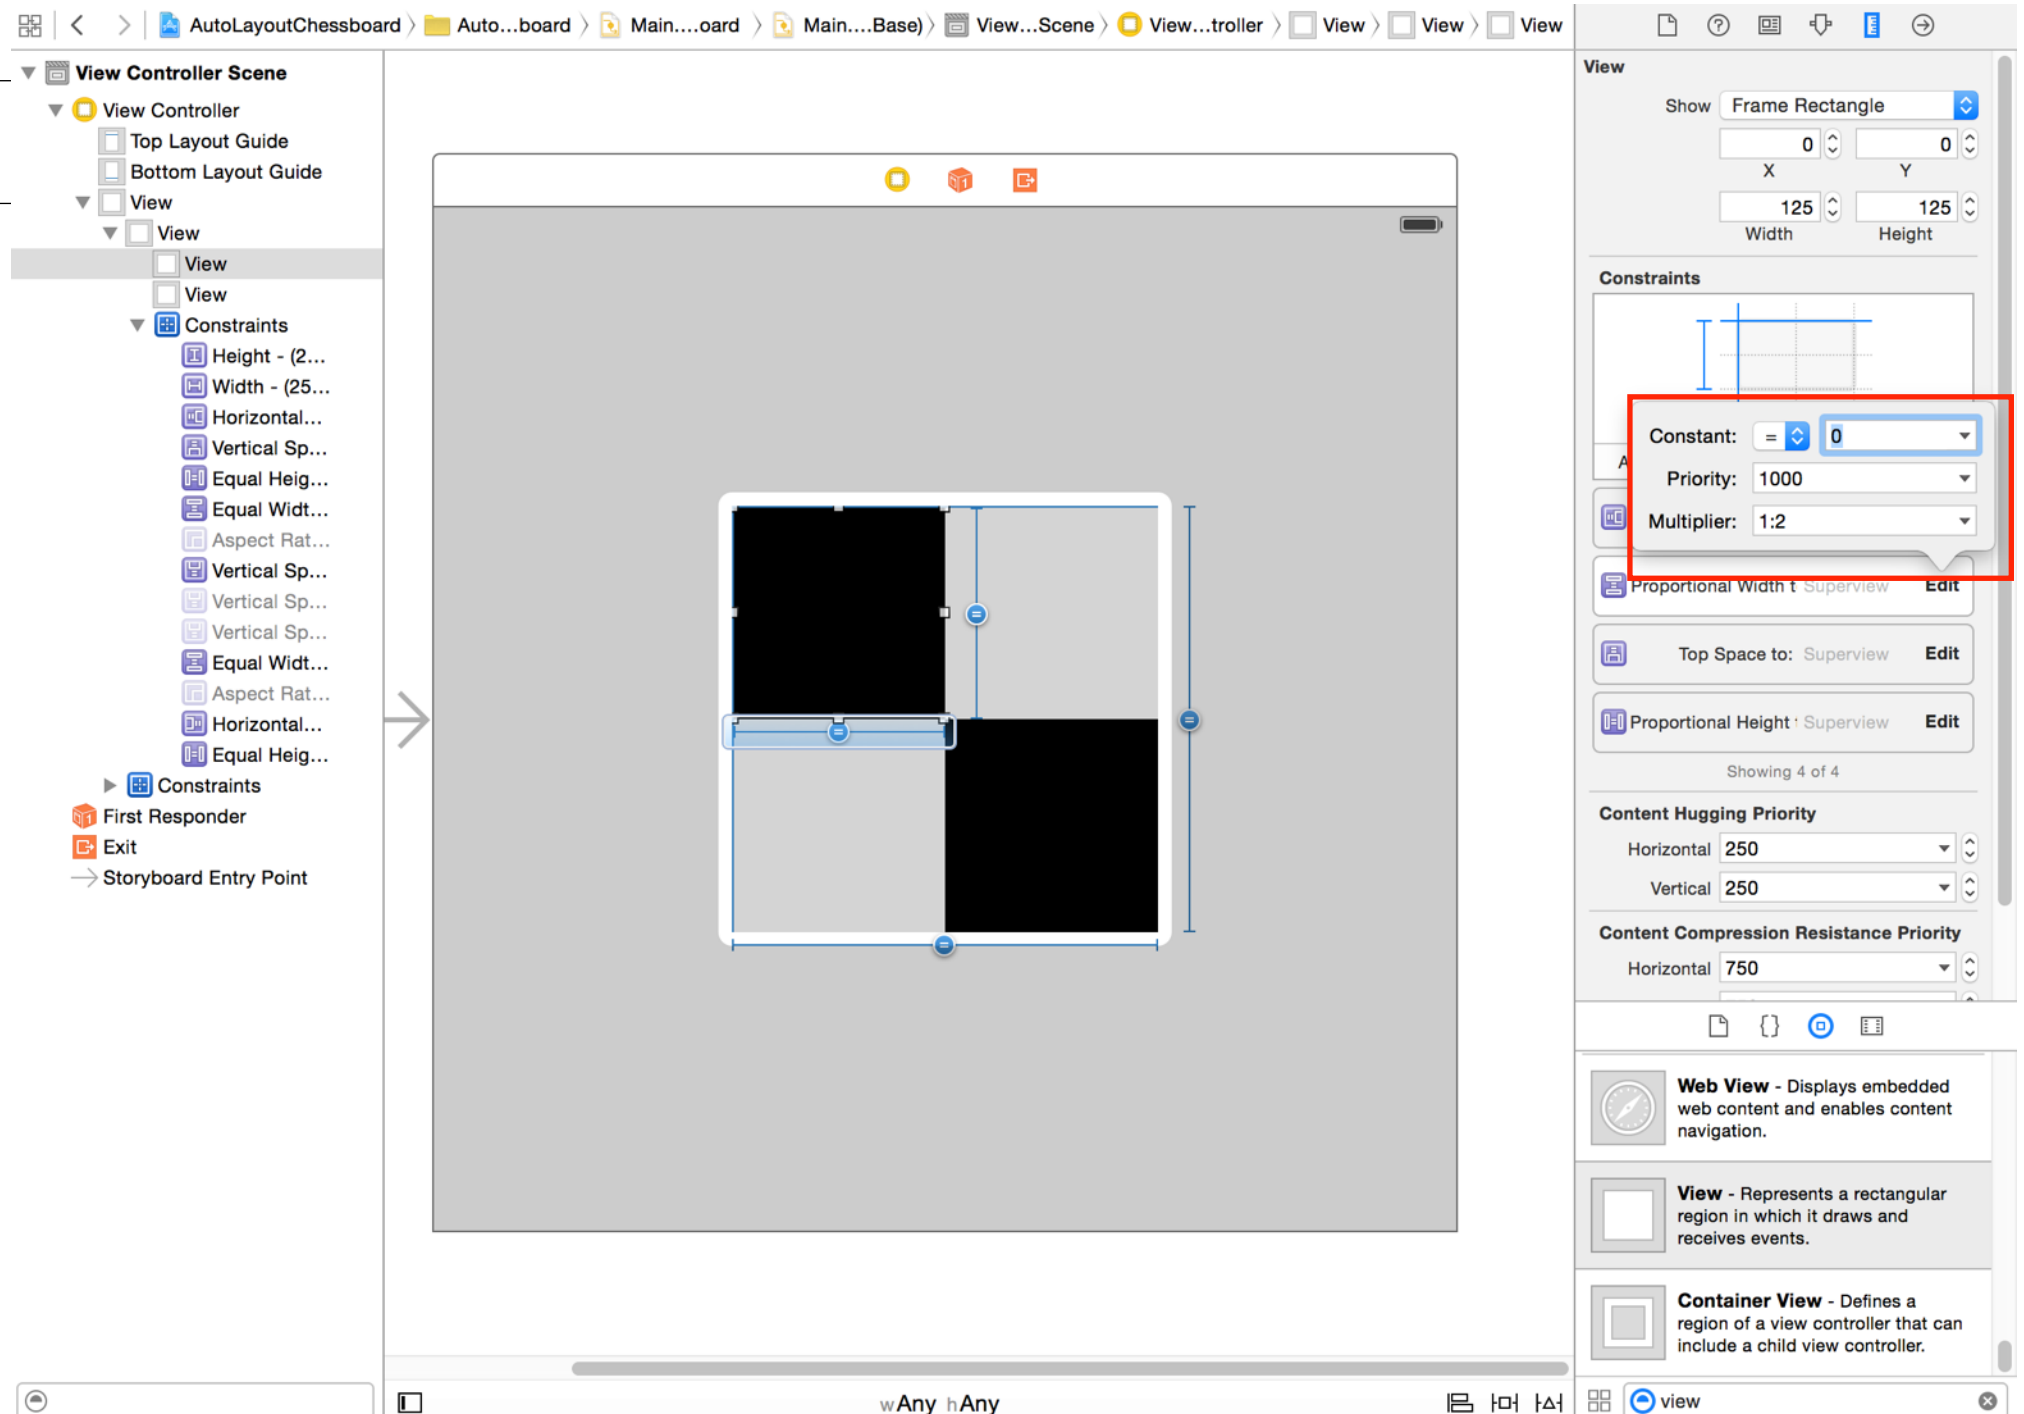 AutoLayoutChessboard
Auto...board
Main....oard
Main....Base)
View...Scene
View...troller
View
View
View
View Controller Scene
View Controller
Top Layout Guide
Bottom Layout Guide
View
View
View
View
Constraints
Height - (2...
Width - (25...
Horizontal...
Vertical Sp...
Equal Heig...
Equal Widt...
Aspect Rat...
Vertical Sp...
Vertical Sp...
Vertical Sp...
Equal Widt...
Aspect Rat...
Horizontal...
Equal Heig...
Constraints
First Responder
Exit
Storyboard Entry Point
wAny hAny
View
Show Frame Rectangle
0 0
X Y
125 125
Width Height
Constraints
Constant: = 0
Priority: 1000
Multiplier: 1:2
Proportional Width t Superview Edit
Top Space to: Superview Edit
Proportional Height Superview Edit
Showing 4 of 4
Content Hugging Priority
Horizontal 250
Vertical 250
Content Compression Resistance Priority
Horizontal 750
Web View - Displays embedded
web content and enables content
navigation.
View - Represents a rectangular
region in which it draws and
receives events.
Container View - Defines a
region of a view controller that can
include a child view controller.
view